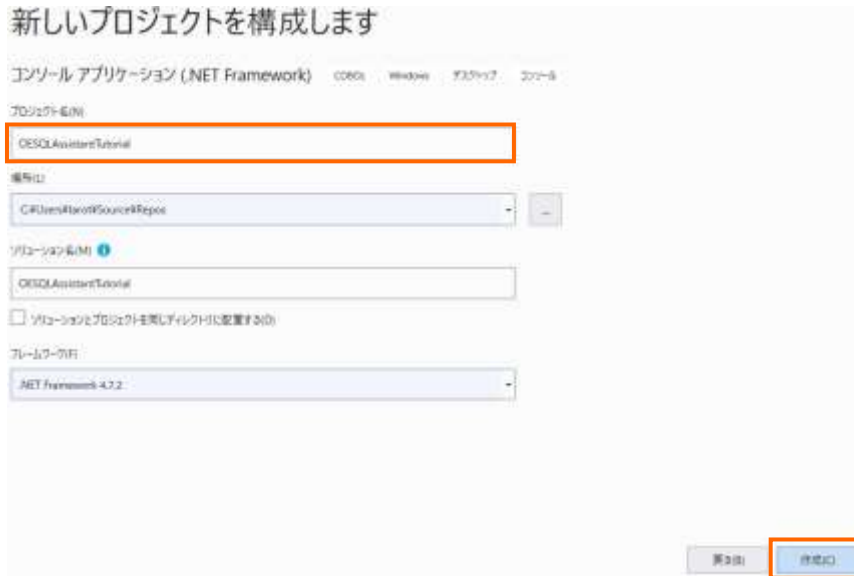 新しいプロジェクトを構成します
コンソール アプリケーション (.NET Framework) COBOL Windows デスクトップ コンソール
プロジェクト名(N)
OESQLAssistantTutorial
場所(L)
C:¥Users¥tarot¥Source¥Repos
...
ソリューション名(M)
OESQLAssistantTutorial
ソリューションとプロジェクトを同じディレクトリに配置する(D)
フレームワーク(F)
.NET Framework 4.7.2
戻る(B) 作成(C)